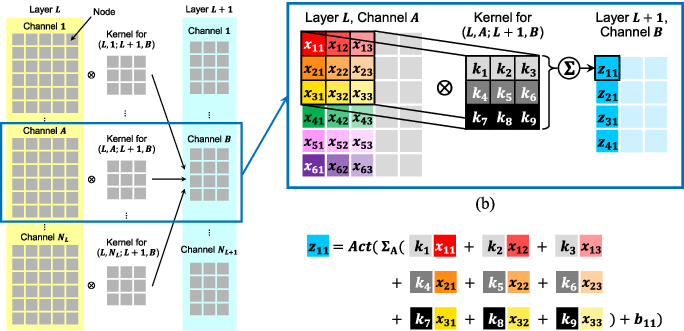 Layer L
Node
Layer L + 1
Channel 1
Kernel for
(L, 1; L + 1, B)
Channel 1
⊗
⋮
⋮
Channel A
Kernel for
(L, A; L + 1, B)
Channel B
⊗
⋮
⋮
Channel N_L
Kernel for
(L, N_L; L + 1, B)
Channel N_{L+1}
⊗
Layer L, Channel A
Kernel for
(L, A; L + 1, B)
Layer L + 1,
Channel B
x₁₁ x₁₂ x₁₃
x₂₁ x₂₂ x₂₃
x₃₁ x₃₂ x₃₃
x₄₁ x₄₂ x₄₃
x₅₁ x₅₂ x₅₃
x₆₁ x₆₂ x₆₃
⊗
k₁ k₂ k₃
k₄ k₅ k₆
k₇ k₈ k₉
Σ
z₁₁
z₂₁
z₃₁
z₄₁
(b)
z₁₁ = Act( Σ_A( k₁ x₁₁ + k₂ x₁₂ + k₃ x₁₃
+ k₄ x₂₁ + k₅ x₂₂ + k₆ x₂₃
+ k₇ x₃₁ + k₈ x₃₂ + k₉ x₃₃ ) + b₁₁)